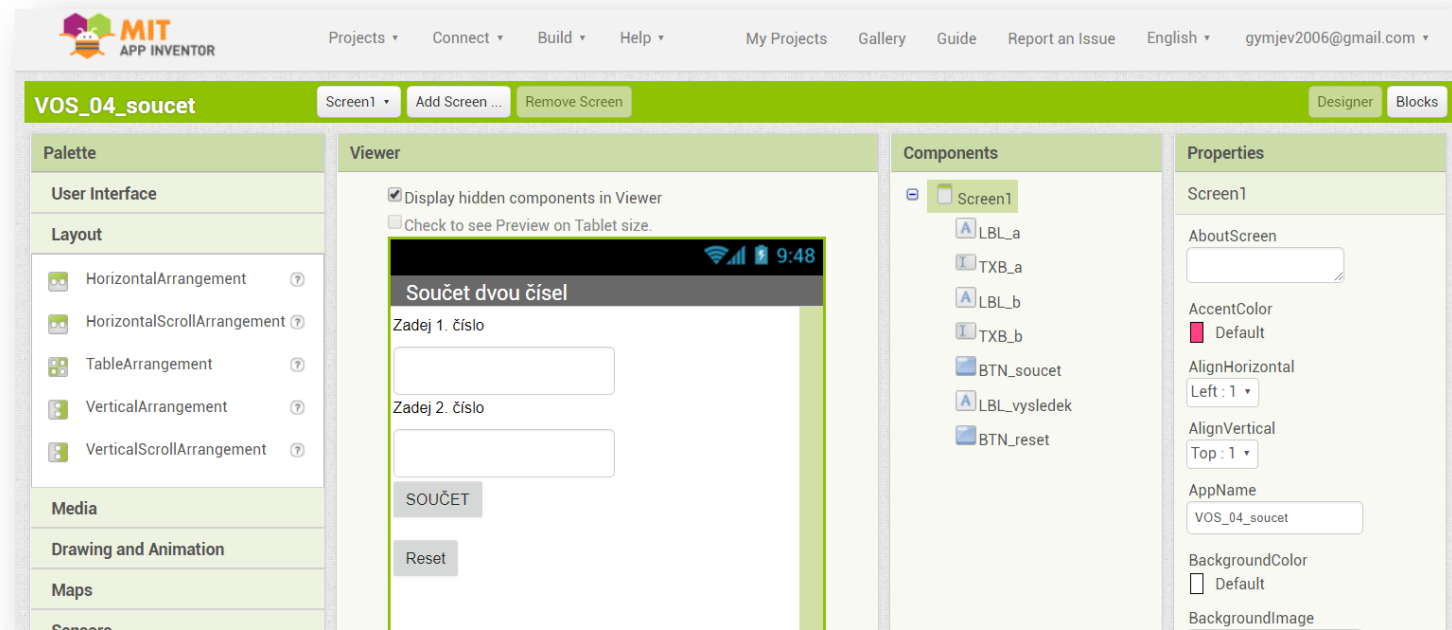 MIT
APP INVENTOR
Projects Connect Build Help My Projects Gallery Guide Report an Issue English gymjev2006@gmail.com
VOS_04_soucet Screen1 Add Screen ... Remove Screen Designer Blocks
Palette
User Interface
Layout
HorizontalArrangement ?
HorizontalScrollArrangement ?
TableArrangement ?
VerticalArrangement ?
VerticalScrollArrangement ?
Media
Drawing and Animation
Maps
Sensors
Viewer
Display hidden components in Viewer
Check to see Preview on Tablet size.
9:48
Součet dvou čísel
Zadej 1. číslo
Zadej 2. číslo
SOUČET
Reset
Components
Screen1
A LBL_a
I TXB_a
A LBL_b
I TXB_b
BTN_soucet
A LBL_vysledek
BTN_reset
Properties
Screen1
AboutScreen
AccentColor
Default
AlignHorizontal
Left : 1
AlignVertical
Top : 1
AppName
VOS_04_soucet
BackgroundColor
Default
BackgroundImage